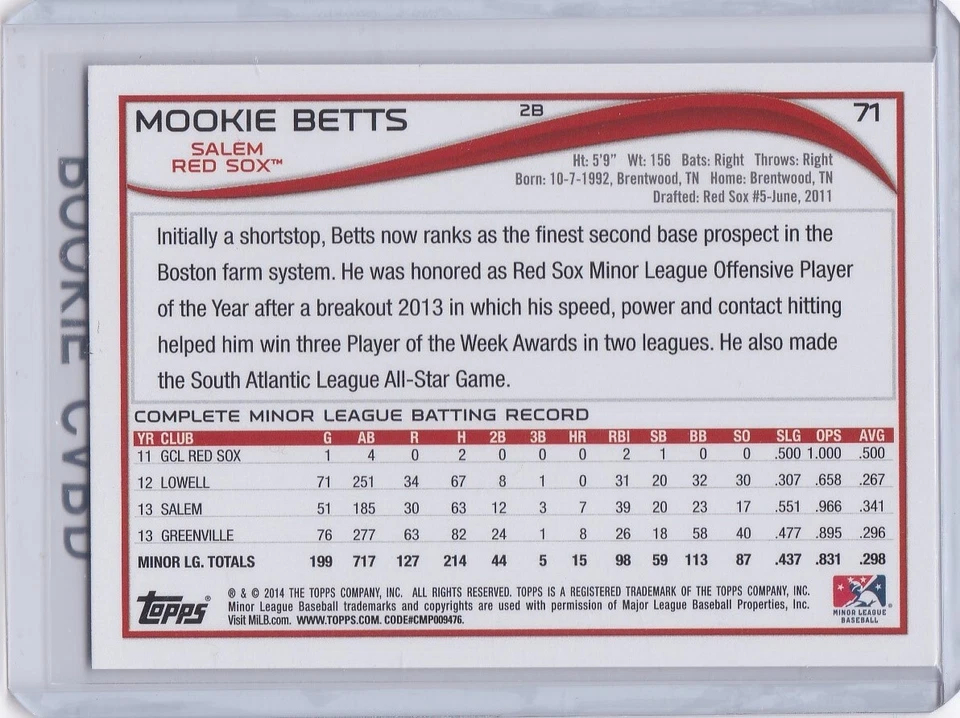 MOOKIE BETTS 2B 71
SALEM
RED SOX™
Ht: 5'9" Wt: 156 Bats: Right Throws: Right
Born: 10-7-1992, Brentwood, TN Home: Brentwood, TN
Drafted: Red Sox #5-June, 2011
Initially a shortstop, Betts now ranks as the finest second base prospect in the
Boston farm system. He was honored as Red Sox Minor League Offensive Player
of the Year after a breakout 2013 in which his speed, power and contact hitting
helped him win three Player of the Week Awards in two leagues. He also made
the South Atlantic League All-Star Game.
COMPLETE MINOR LEAGUE BATTING RECORD
YR CLUB G AB R H 2B 3B HR RBI SB BB SO SLG OPS AVG
11 GCL RED SOX 1 4 0 2 0 0 0 2 1 0 0 .500 1.000 .500
12 LOWELL 71 251 34 67 8 1 0 31 20 32 30 .307 .658 .267
13 SALEM 51 185 30 63 12 3 7 39 20 23 17 .551 .966 .341
13 GREENVILLE 76 277 63 82 24 1 8 26 18 58 40 .477 .895 .296
MINOR LG. TOTALS 199 717 127 214 44 5 15 98 59 113 87 .437 .831 .298
Topps®
® & © 2014 THE TOPPS COMPANY, INC. ALL RIGHTS RESERVED. TOPPS IS A REGISTERED TRADEMARK OF THE TOPPS COMPANY, INC.
Minor League Baseball trademarks and copyrights are used with permission of Major League Baseball Properties, Inc.
Visit MiLB.com. WWW.TOPPS.COM. CODE#CMP009476.
MINOR LEAGUE
BASEBALL
ROOKIE CARD